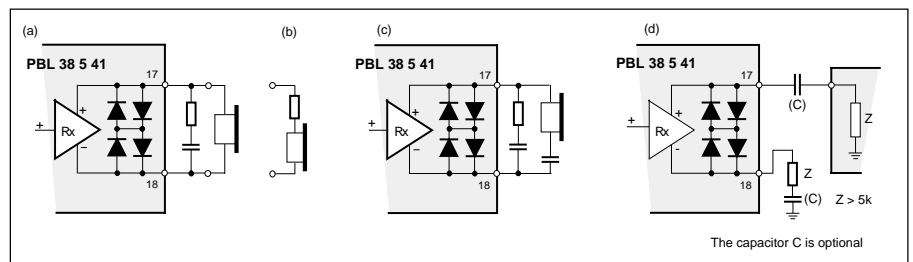 (a)
(b)
(c)
(d)
PBL 38 5 41
17
+
+
Rx
–
18
PBL 38 5 41
17
+
+
Rx
–
18
PBL 38 5 41
17
(C)
+
+
Rx
-
Z
Z
18
(C)
Z > 5k
The capacitor C is optional